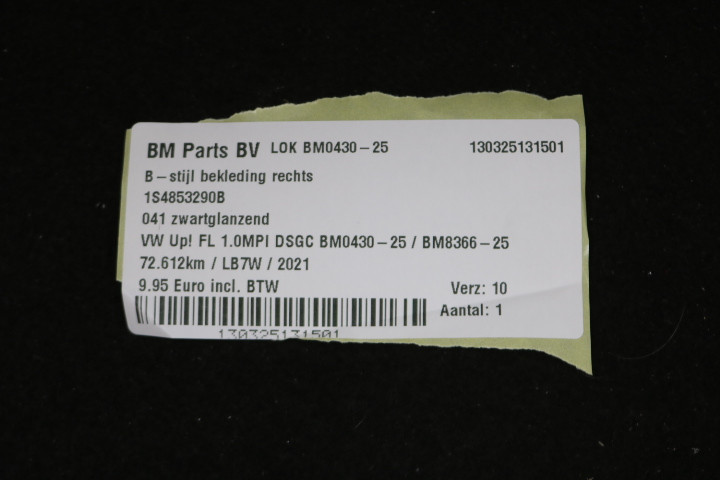 BM Parts BV LOK BM0430-25 130325131501
B-stijl bekleding rechts
1S4853290B
041 zwartglanzend
VW Up! FL 1.0MPI DSGC BM0430-25 / BM8366-25
72.612km / LB7W / 2021
9.95 Euro incl. BTW Verz: 10
Aantal: 1
130325131501